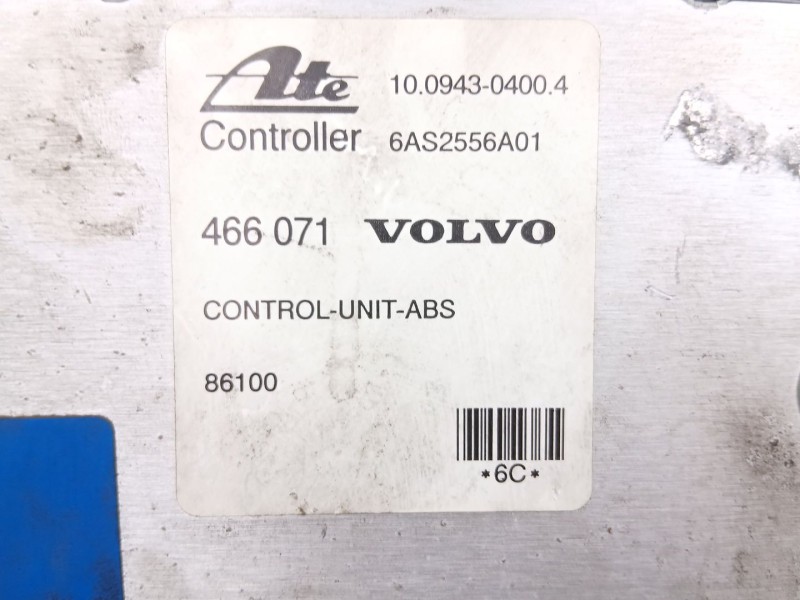 Ate 10.0943-0400.4
Controller 6AS2556A01
466 071 VOLVO
CONTROL-UNIT-ABS
86100
*6C*